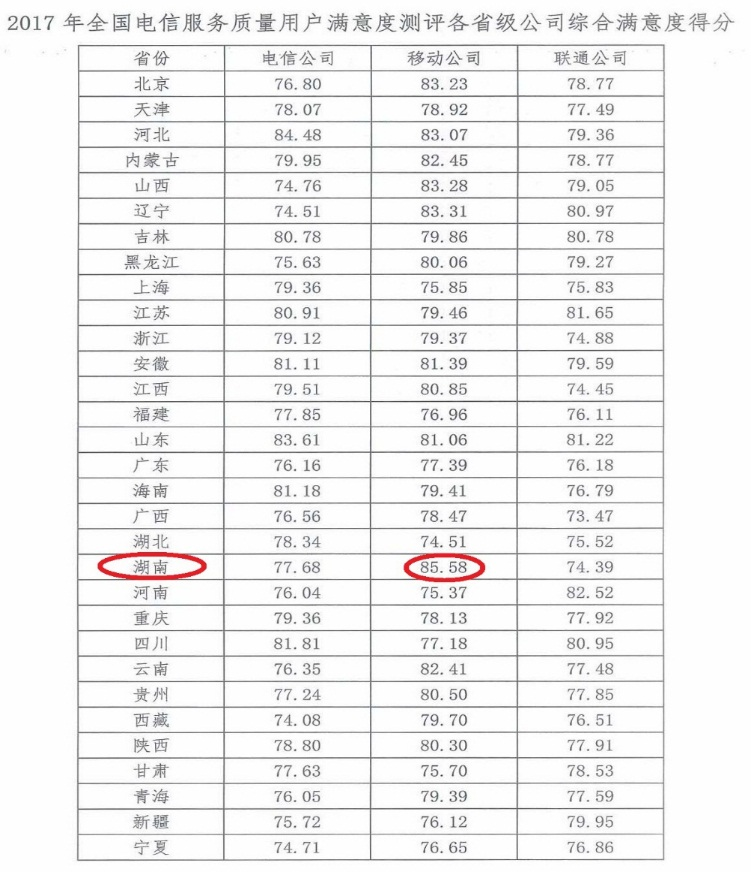 2017 年全国电信服务质量用户满意度测评各省级公司综合满意度得分
省份 电信公司 移动公司 联通公司
北京 76.80 83.23 78.77
天津 78.07 78.92 77.49
河北 84.48 83.07 79.36
内蒙古 79.95 82.45 78.77
山西 74.76 83.28 79.05
辽宁 74.51 83.31 80.97
吉林 80.78 79.86 80.78
黑龙江 75.63 80.06 79.27
上海 79.36 75.85 75.83
江苏 80.91 79.46 81.65
浙江 79.12 79.37 74.88
安徽 81.11 81.39 79.59
江西 79.51 80.85 74.45
福建 77.85 76.96 76.11
山东 83.61 81.06 81.22
广东 76.16 77.39 76.18
海南 81.18 79.41 76.79
广西 76.56 78.47 73.47
湖北 78.34 74.51 75.52
湖南 77.68 85.58 74.39
河南 76.04 75.37 82.52
重庆 79.36 78.13 77.92
四川 81.81 77.18 80.95
云南 76.35 82.41 77.48
贵州 77.24 80.50 77.85
西藏 74.08 79.70 76.51
陕西 78.80 80.30 77.91
甘肃 77.63 75.70 78.53
青海 76.05 79.39 77.59
新疆 75.72 76.12 79.95
宁夏 74.71 76.65 76.86